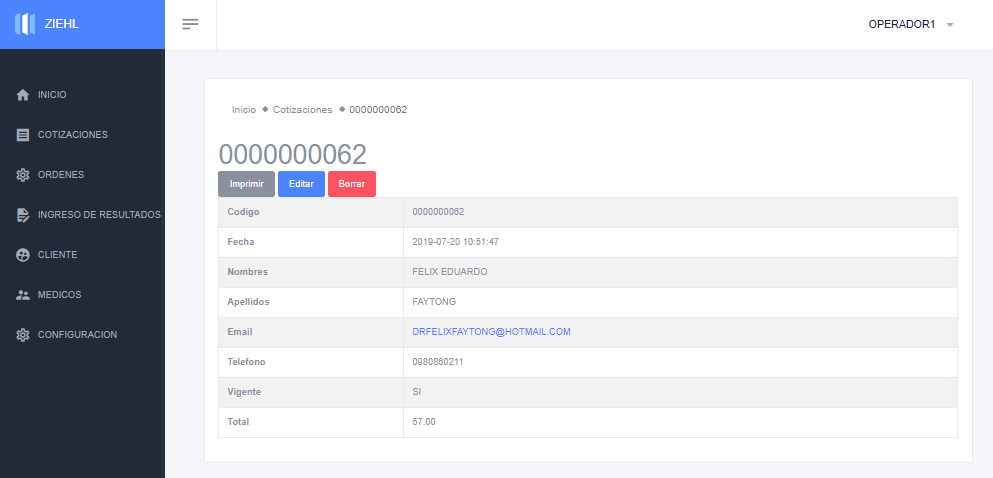 ZIEHL
OPERADOR1
INICIO
COTIZACIONES
ORDENES
INGRESO DE RESULTADOS
CLIENTE
MEDICOS
CONFIGURACION
Inicio ◆ Cotizaciones ◆ 0000000062
0000000062
Imprimir Editar Borrar
Codigo 0000000062
Fecha 2019-07-20 10:51:47
Nombres FELIX EDUARDO
Apellidos FAYTONG
Email DRFELIXFAYTONG@HOTMAIL.COM
Telefono 0980860211
Vigente SI
Total 57.00